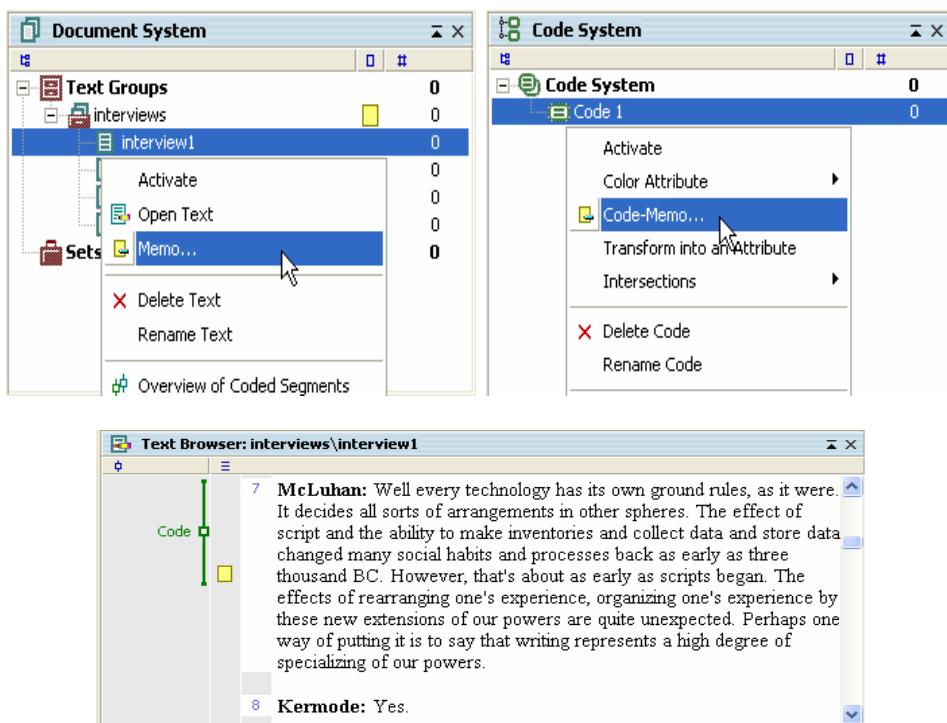 Document System
#
Text Groups 0
interviews 0
interview1 0
0
0
0
Sets 0
Activate
Open Text
Memo...
Delete Text
Rename Text
Overview of Coded Segments
Code System
#
Code System 0
Code 1 0
Activate
Color Attribute
Code-Memo...
Transform into an Attribute
Intersections
Delete Code
Rename Code
Text Browser: interviews\interview1
Code
7 McLuhan: Well every technology has its own ground rules, as it were.
It decides all sorts of arrangements in other spheres. The effect of
script and the ability to make inventories and collect data and store data
changed many social habits and processes back as early as three
thousand BC. However, that's about as early as scripts began. The
effects of rearranging one's experience, organizing one's experience by
these new extensions of our powers are quite unexpected. Perhaps one
way of putting it is to say that writing represents a high degree of
specializing of our powers.
8 Kermode: Yes.